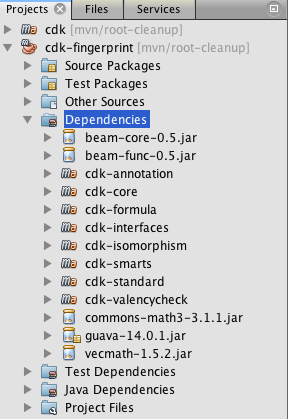 Projects Files Services
cdk [mvn/root-cleanup]
cdk-fingerprint [mvn/root-cleanup]
Source Packages
Test Packages
Other Sources
Dependencies
beam-core-0.5.jar
beam-func-0.5.jar
cdk-annotation
cdk-core
cdk-formula
cdk-interfaces
cdk-isomorphism
cdk-smarts
cdk-standard
cdk-valencycheck
commons-math3-3.1.1.jar
guava-14.0.1.jar
vecmath-1.5.2.jar
Test Dependencies
Java Dependencies
Project Files